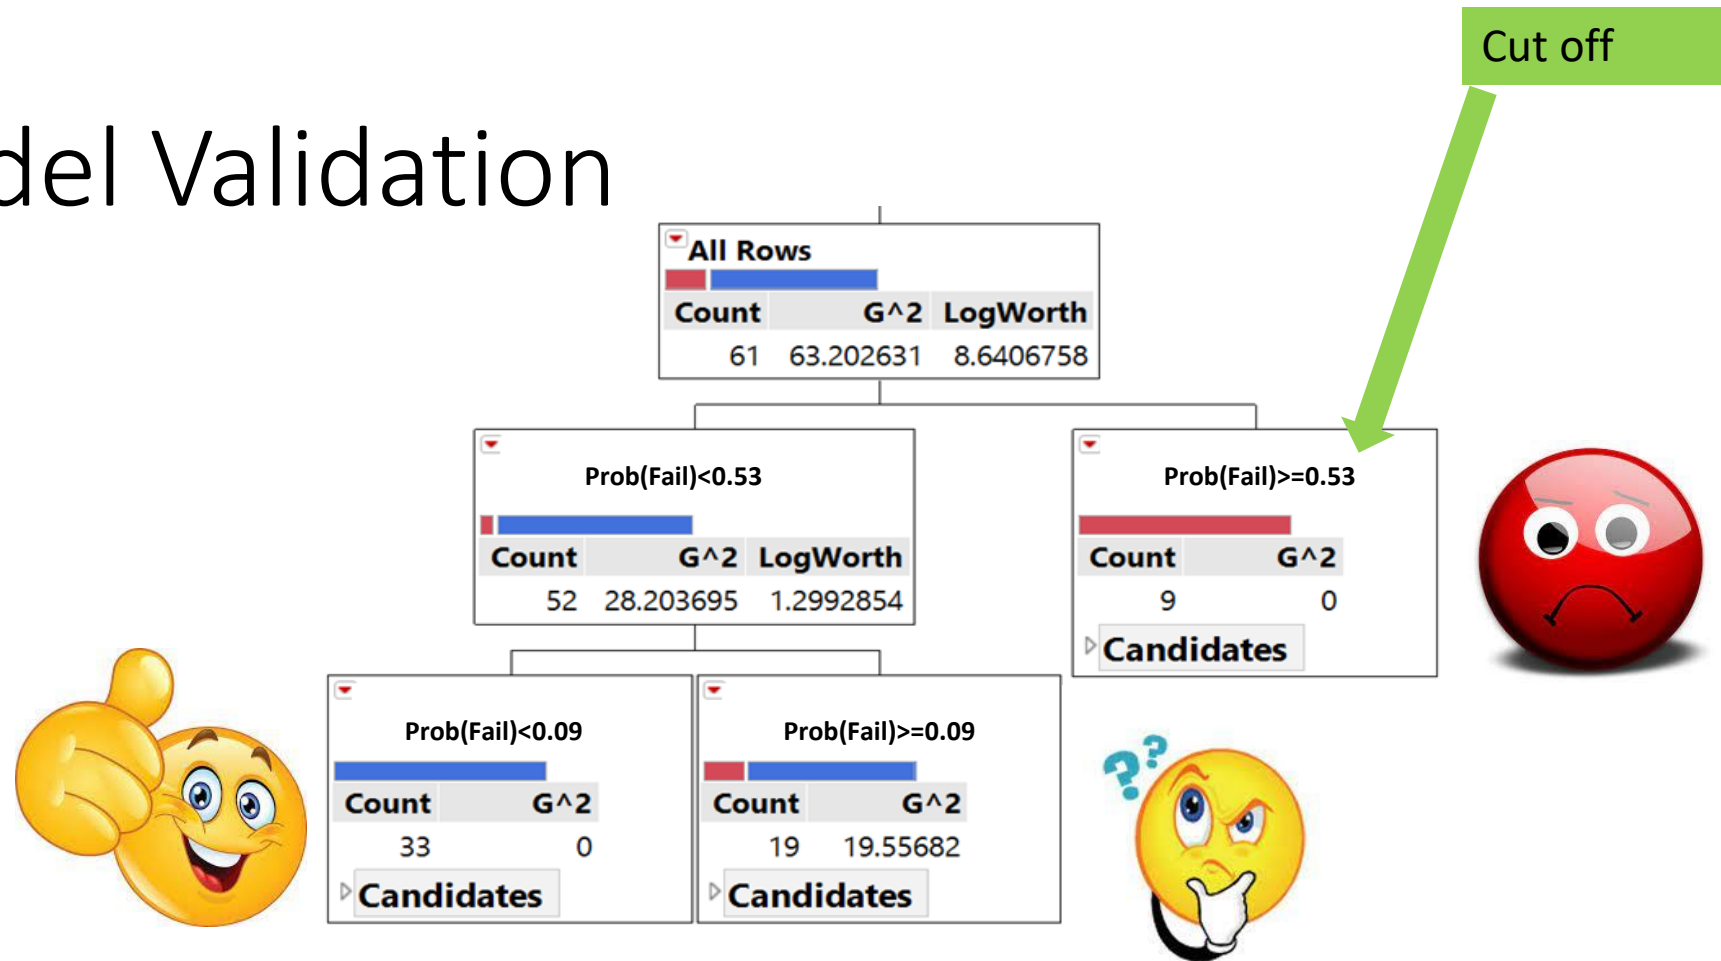 Cut off
del Validation
All Rows
Count G^2 LogWorth
61 63.202631 8.6406758
Prob(Fail)<0.53
Count G^2 LogWorth
52 28.203695 1.2992854
Prob(Fail)>=0.53
Count G^2
9 0
Candidates
Prob(Fail)<0.09
Count G^2
33 0
Candidates
Prob(Fail)>=0.09
Count G^2
19 19.55682
Candidates
??